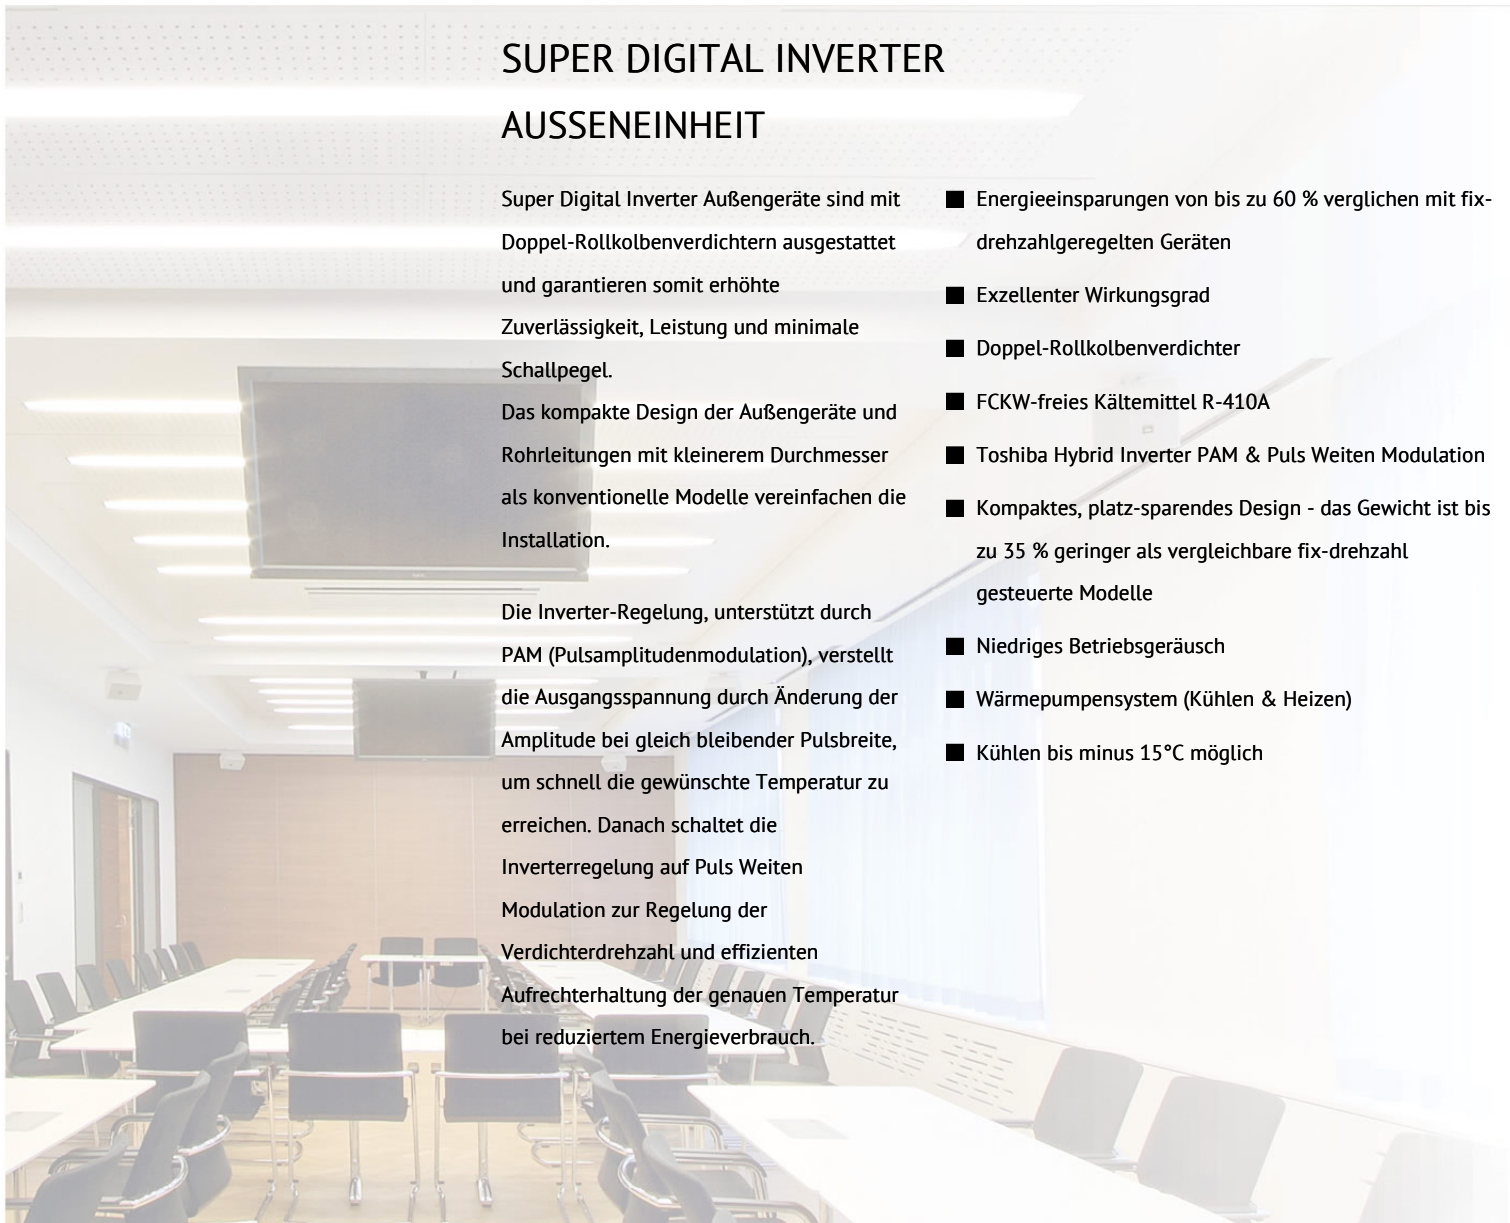 SUPER DIGITAL INVERTER
AUSSENEINHEIT
Super Digital Inverter Außengeräte sind mit
Doppel-Rollkolbenverdichtern ausgestattet
und garantieren somit erhöhte
Zuverlässigkeit, Leistung und minimale
Schallpegel.
Das kompakte Design der Außengeräte und
Rohrleitungen mit kleinerem Durchmesser
als konventionelle Modelle vereinfachen die
Installation.
Die Inverter-Regelung, unterstützt durch
PAM (Pulsamplitudenmodulation), verstellt
die Ausgangsspannung durch Änderung der
Amplitude bei gleich bleibender Pulsbreite,
um schnell die gewünschte Temperatur zu
erreichen. Danach schaltet die
Inverterregelung auf Puls Weiten
Modulation zur Regelung der
Verdichterdrehzahl und effizienten
Aufrechterhaltung der genauen Temperatur
bei reduziertem Energieverbrauch.
■ Energieeinsparungen von bis zu 60 % verglichen mit fix-
drehzahlgeregelten Geräten
■ Exzellenter Wirkungsgrad
■ Doppel-Rollkolbenverdichter
■ FCKW-freies Kältemittel R-410A
■ Toshiba Hybrid Inverter PAM & Puls Weiten Modulation
■ Kompaktes, platz-sparendes Design - das Gewicht ist bis
zu 35 % geringer als vergleichbare fix-drehzahl
gesteuerte Modelle
■ Niedriges Betriebsgeräusch
■ Wärmepumpensystem (Kühlen & Heizen)
■ Kühlen bis minus 15°C möglich